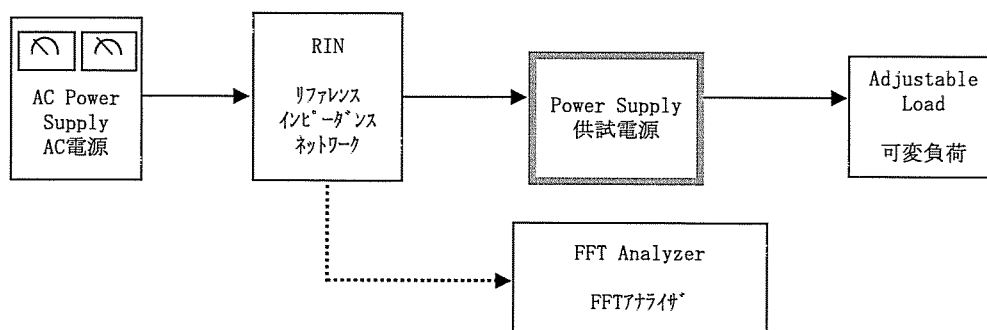 AC Power
Supply
AC電源
RIN
リファレンス
インピーダンス
ネットワーク
Power Supply
供試電源
Adjustable
Load
可変負荷
FFT Analyzer
FFTアナライザ